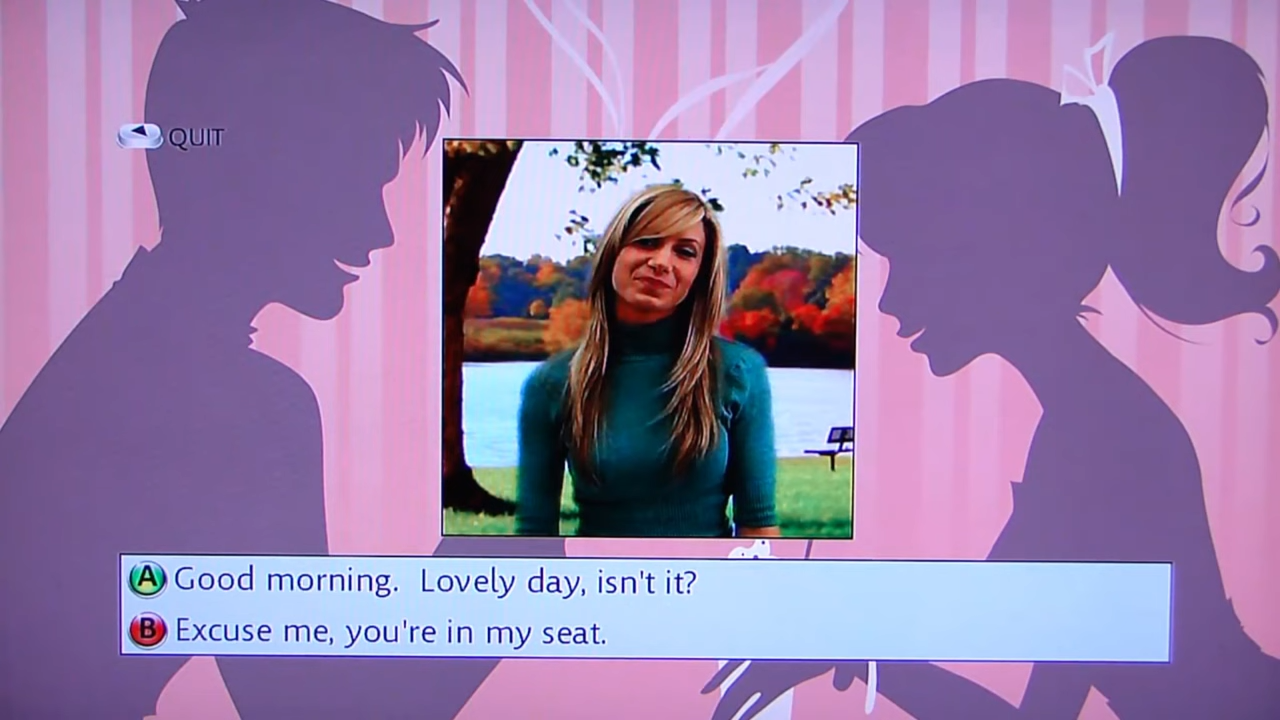 QUIT
A Good morning. Lovely day, isn't it?
B Excuse me, you're in my seat.